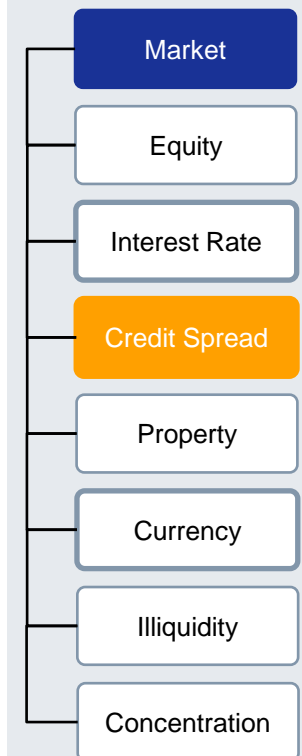 Market
Equity
Interest Rate
Credit Spread
Property
Currency
Illiquidity
Concentration